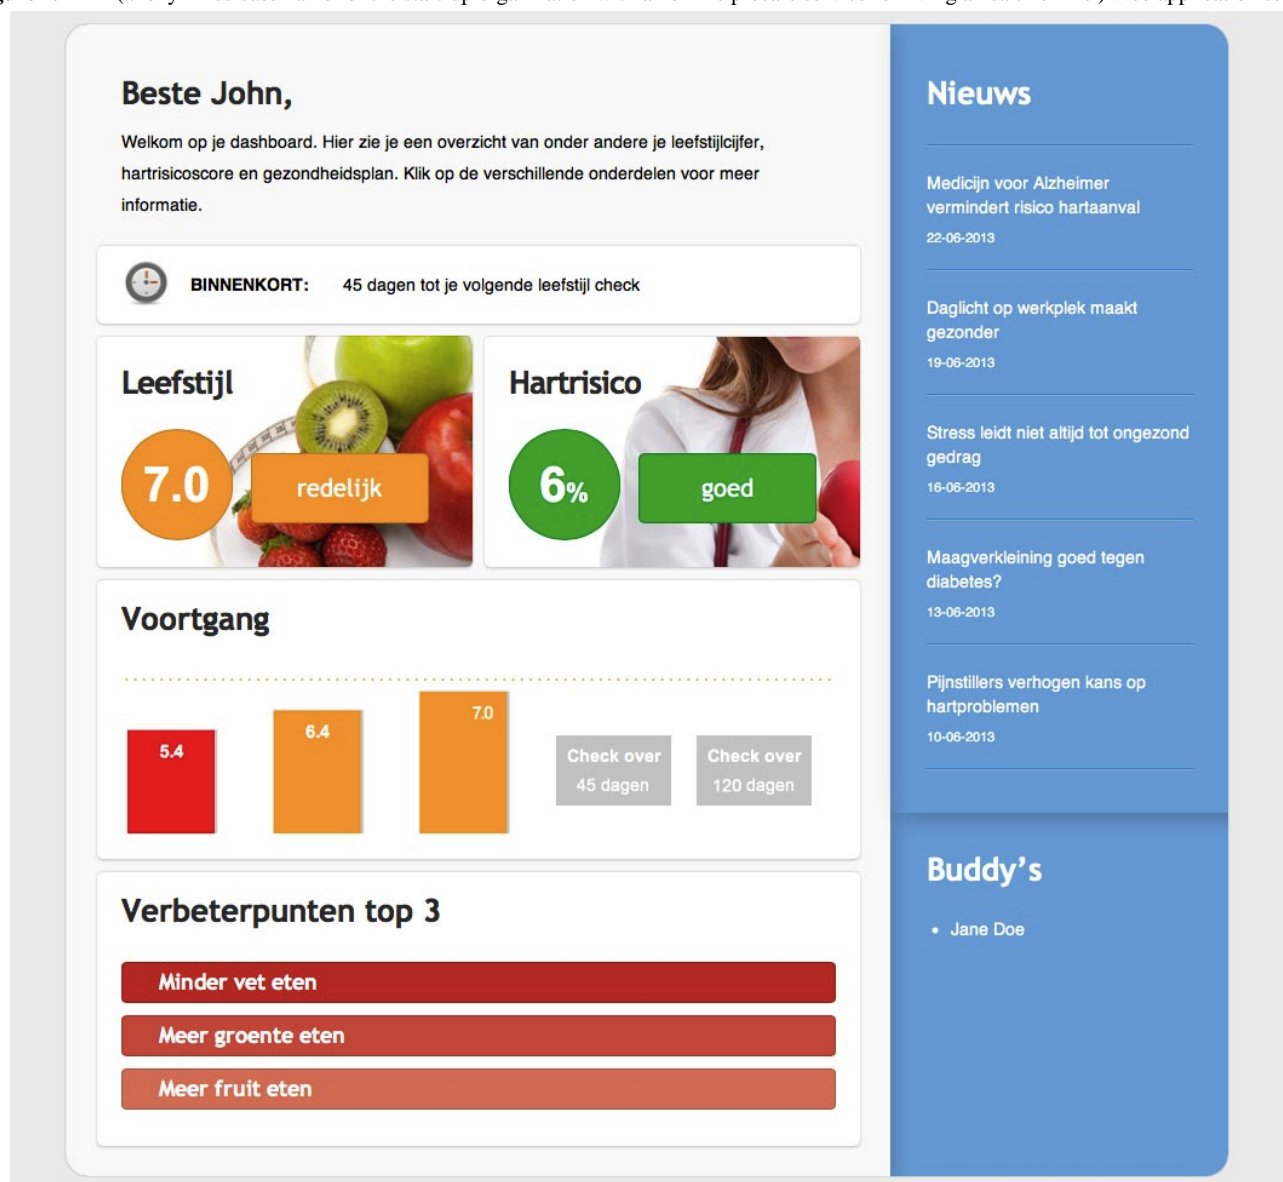 Beste John,
Welkom op je dashboard. Hier zie je een overzicht van onder andere je leefstijlcijfer,
hartrisicoscore en gezondheidsplan. Klik op de verschillende onderdelen voor meer
informatie.
BINNENKORT: 45 dagen tot je volgende leefstijl check
Leefstijl
7.0
redelijk
Hartrisico
6%
goed
Voortgang
5.4
6.4
7.0
Check over
45 dagen
Check over
120 dagen
Verbeterpunten top 3
Minder vet eten
Meer groente eten
Meer fruit eten
Nieuws
Medicijn voor Alzheimer
vermindert risico hartaanval
22-06-2013
Daglicht op werkplek maakt
gezonder
19-06-2013
Stress leidt niet altijd tot ongezond
gedrag
16-06-2013
Maagverkleining goed tegen
diabetes?
13-06-2013
Pijnstillers verhogen kans op
hartproblemen
10-06-2013
Buddy's
• Jane Doe